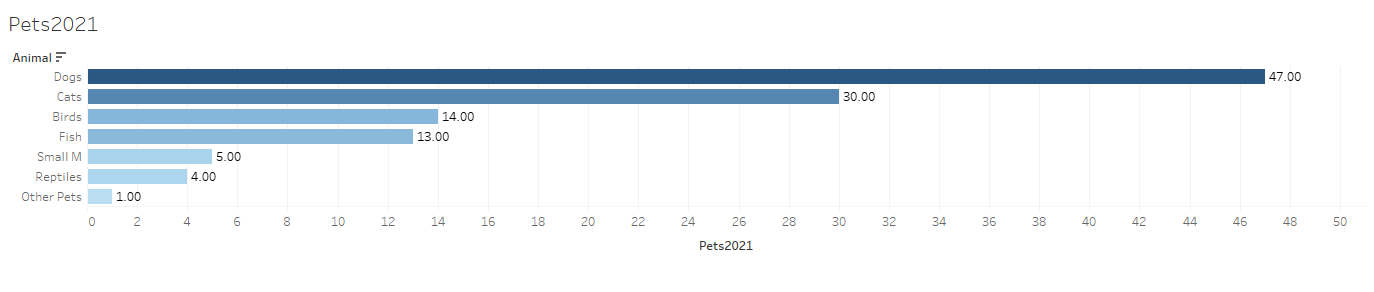 Pets2021
Animal
Dogs 47.00
Cats 30.00
Birds 14.00
Fish 13.00
Small M 5.00
Reptiles 4.00
Other Pets 1.00
0 2 4 6 8 10 12 14 16 18 20 22 24 26 28 30 32 34 36 38 40 42 44 46 48 50
Pets2021